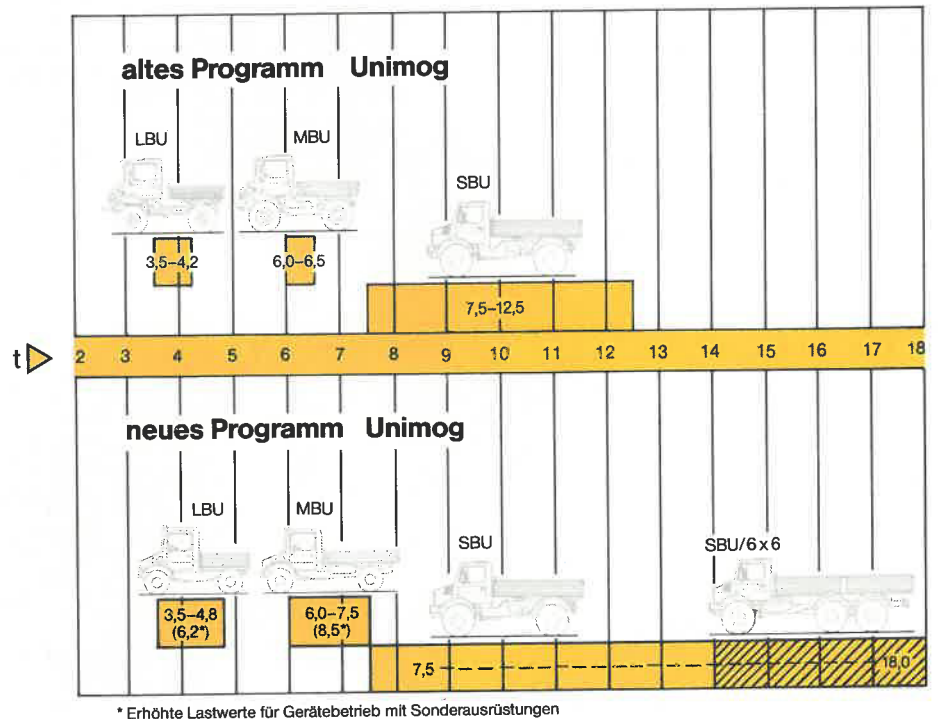 altes Programm Unimog
LBU
MBU
SBU
3,5–4,2
6,0–6,5
7,5–12,5
t 2 3 4 5 6 7 8 9 10 11 12 13 14 15 16 17 18
neues Programm Unimog
LBU
MBU
SBU
SBU/6x6
3,5–4,8
(6,2*)
6,0–7,5
(8,5*)
7,5 18,0
* Erhöhte Lastwerte für Gerätebetrieb mit Sonderausrüstungen